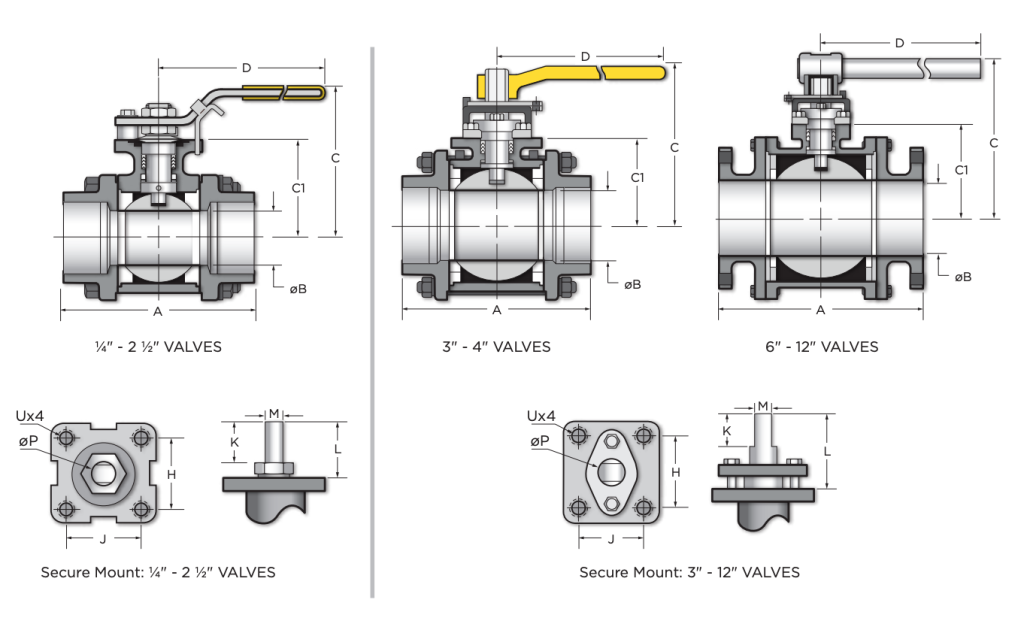 D
C
C1
øB
A
¼" - 2 ½" VALVES
D
C
C1
øB
A
3" - 4" VALVES
D
C
C1
øB
A
6" - 12" VALVES
Ux4
øP
H
J
M
K
L
Secure Mount: ¼" - 2 ½" VALVES
Ux4
øP
H
J
M
K
L
Secure Mount: 3" - 12" VALVES